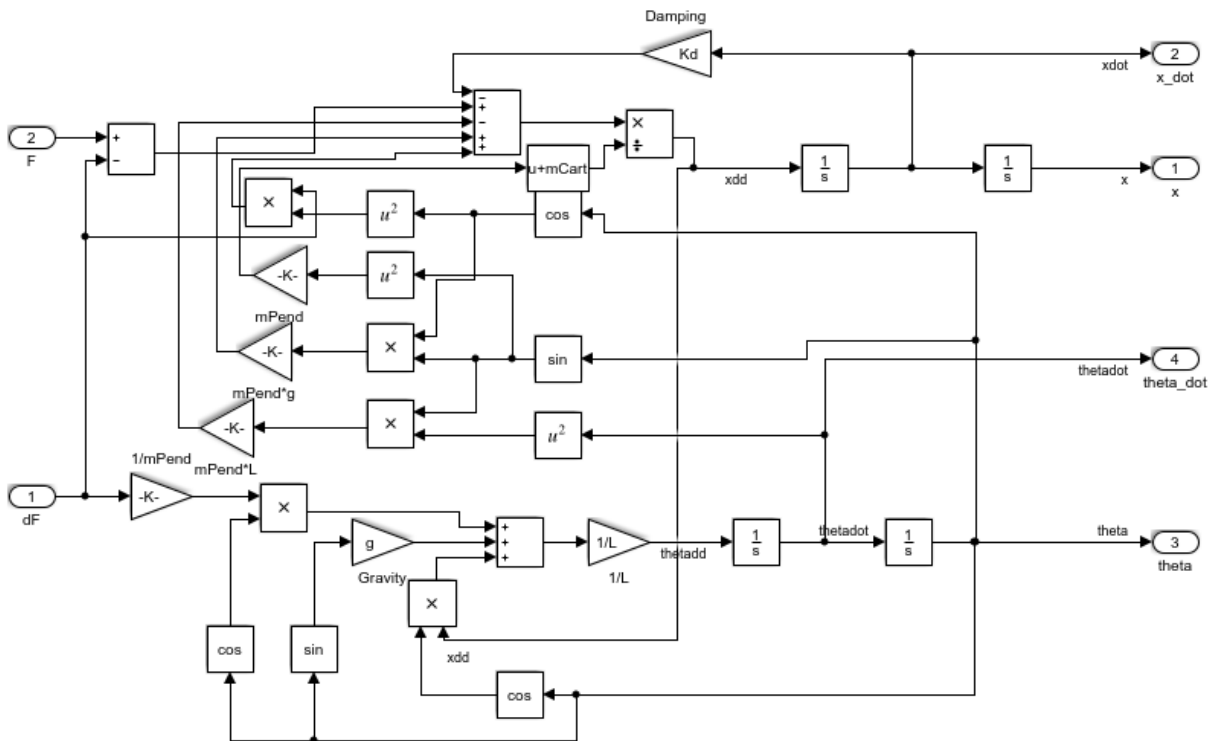 Damping
Kd
2
xdot
x_dot
−
+
−
+
+
×
÷
+
−
2
F
u+mCart
1
s
1
s
xdd
x
1
x
×
u²
cos
-K-
u²
mPend
-K-
×
sin
thetadot
4
theta_dot
mPend*g
-K-
×
u²
1/mPend
mPend*L
1
dF
-K-
×
+
+
+
g
Gravity
1/L
1/L
thetadd
1
s
thetadot
1
s
theta
3
theta
×
cos
sin
xdd
cos